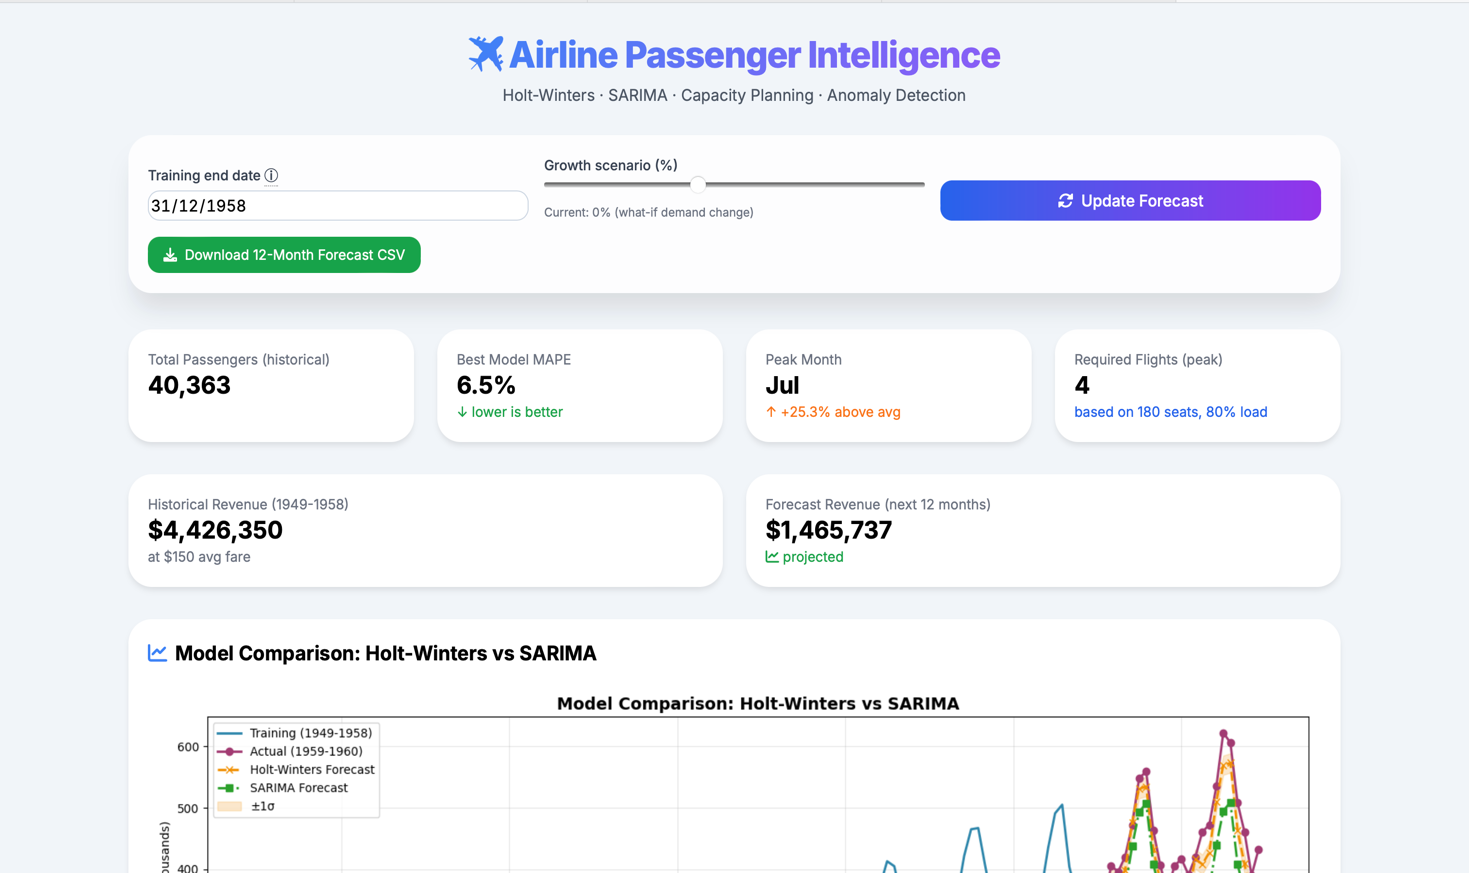 Airline Passenger Intelligence
Holt-Winters · SARIMA · Capacity Planning · Anomaly Detection
Training end date ⓘ
31/12/1958
Growth scenario (%)
Current: 0% (what-if demand change)
Update Forecast
Download 12-Month Forecast CSV
Total Passengers (historical)
40,363
Best Model MAPE
6.5%
↓ lower is better
Peak Month
Jul
↑ +25.3% above avg
Required Flights (peak)
4
based on 180 seats, 80% load
Historical Revenue (1949-1958)
$4,426,350
at $150 avg fare
Forecast Revenue (next 12 months)
$1,465,737
projected
Model Comparison: Holt-Winters vs SARIMA
Model Comparison: Holt-Winters vs SARIMA
Training (1949-1958)
Actual (1959-1960)
Holt-Winters Forecast
SARIMA Forecast
±1σ
600
500
400